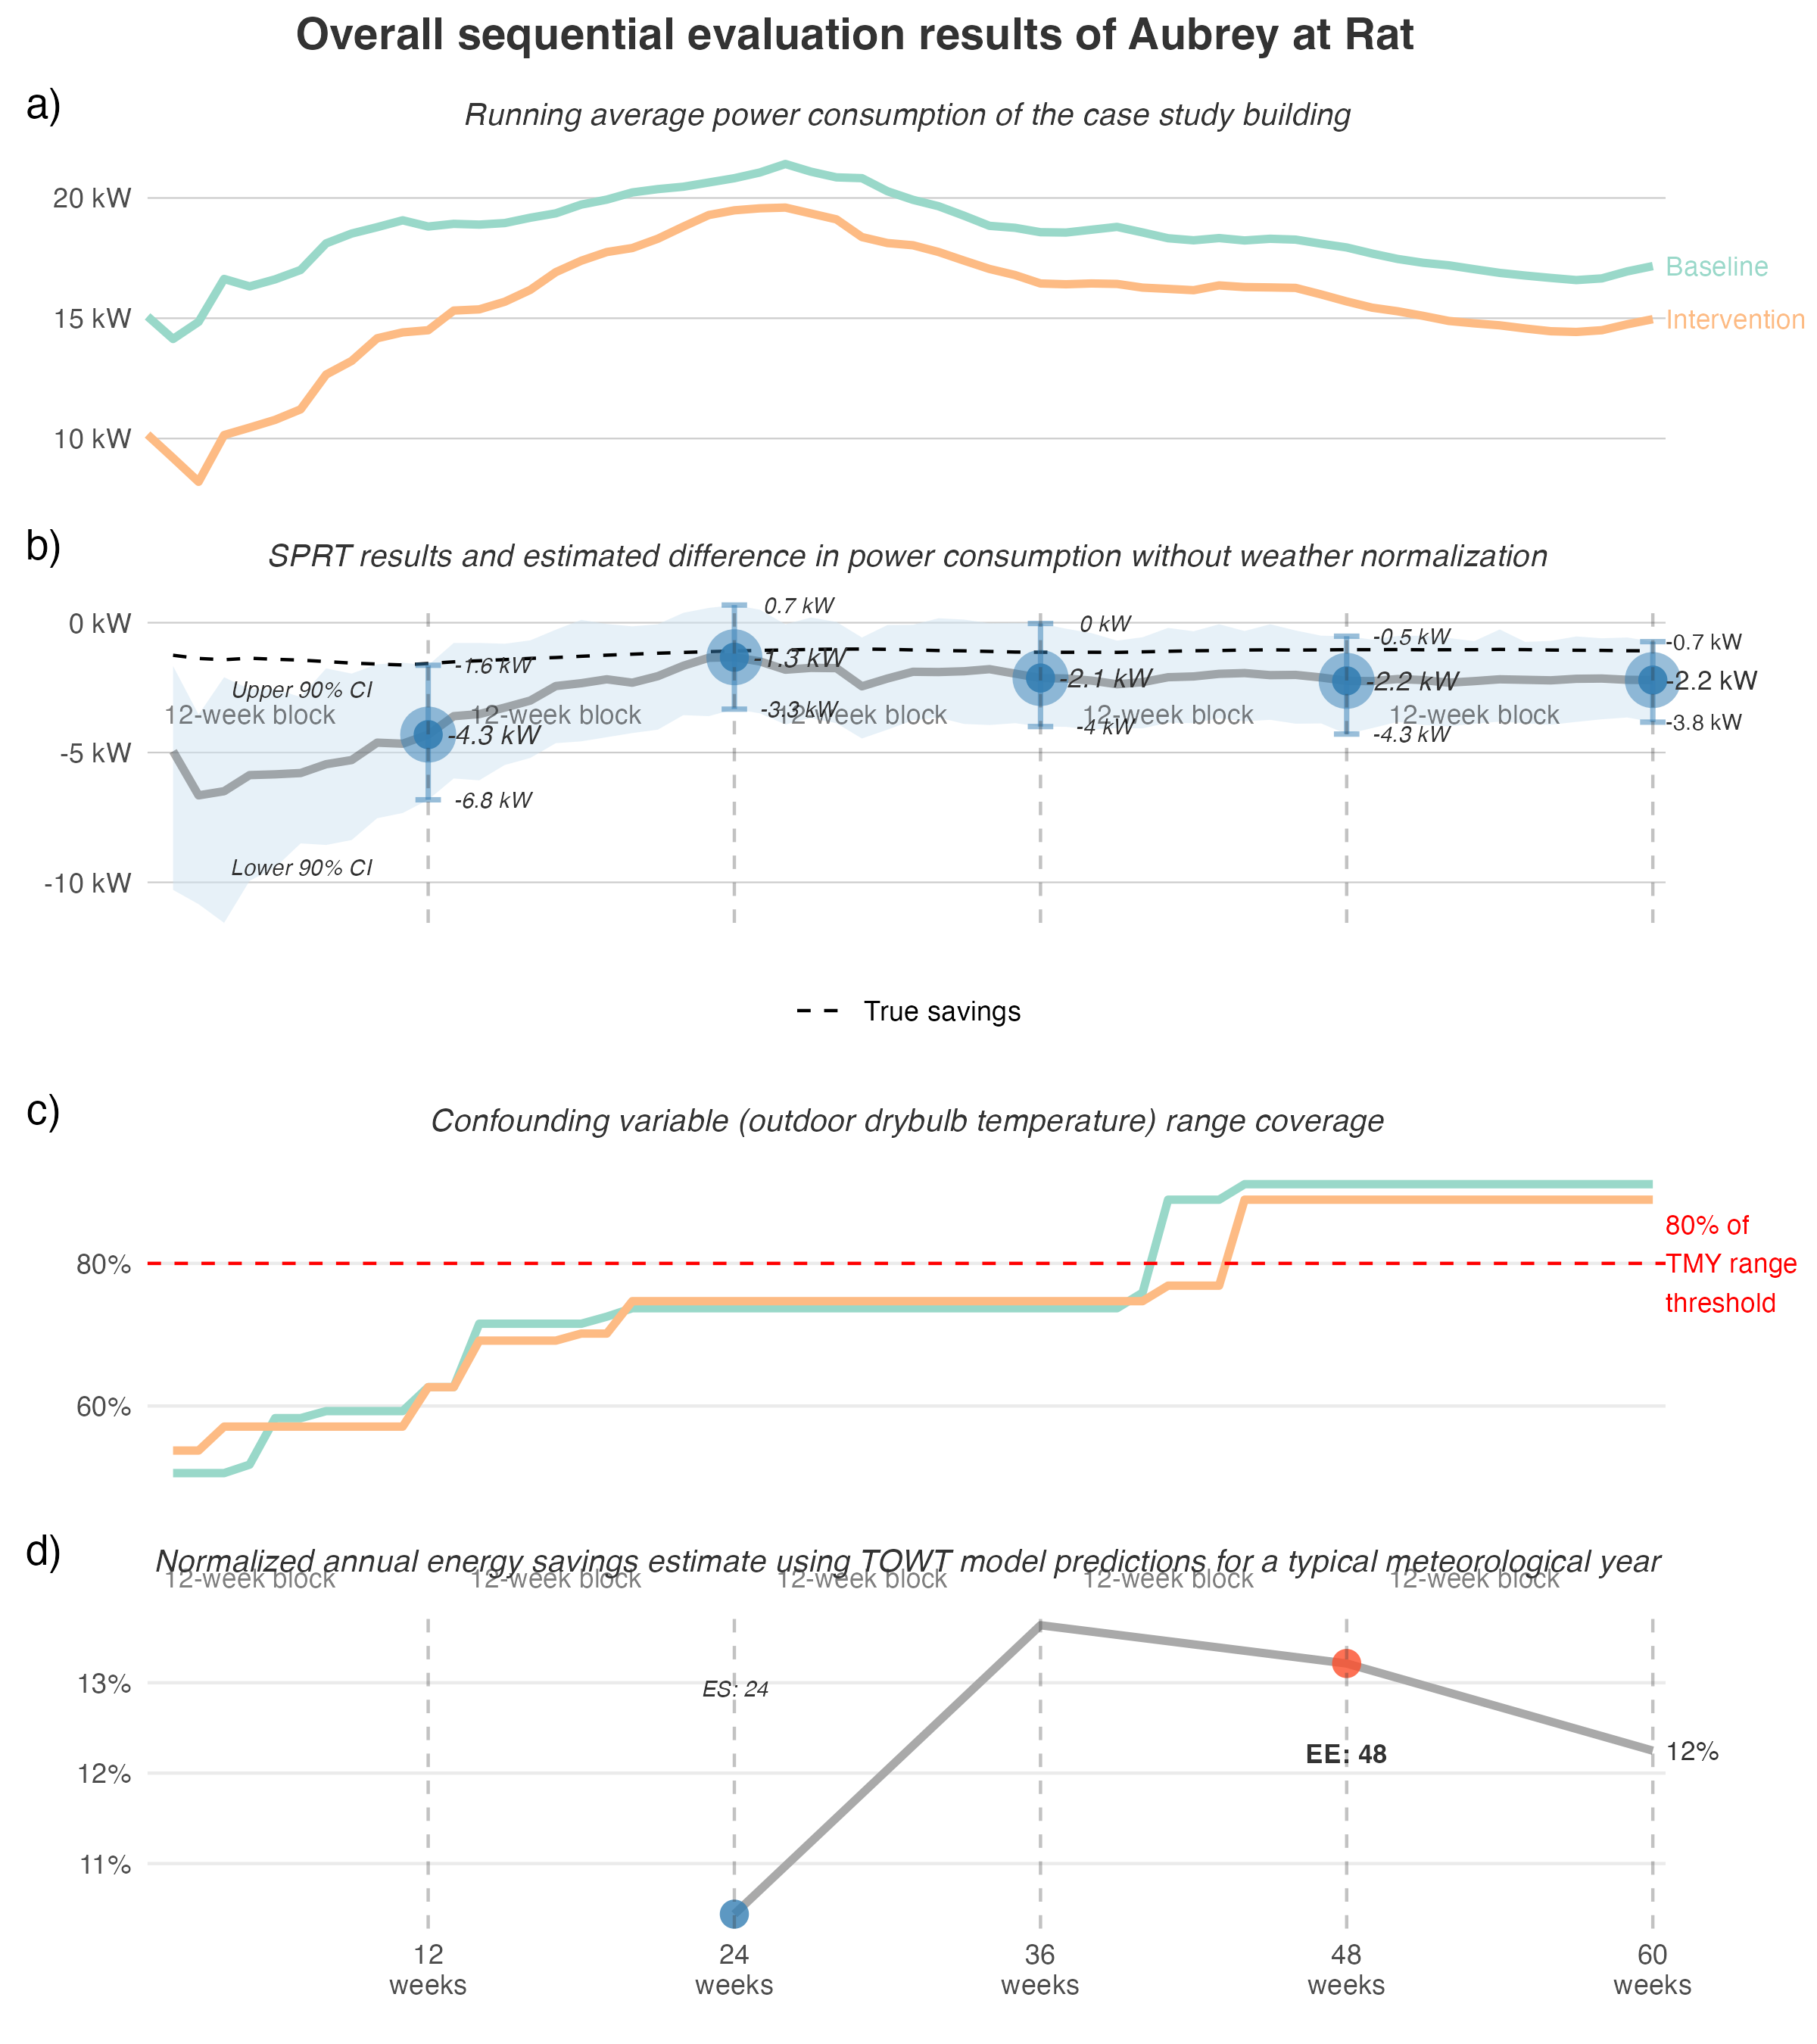 Overall sequential evaluation results of Aubrey at Rat
a)
Running average power consumption of the case study building
20 kW
15 kW
10 kW
Baseline
Intervention
b)
SPRT results and estimated difference in power consumption without weather normalization
0 kW
-5 kW
-10 kW
Upper 90% CI
Lower 90% CI
12-week block
12-week block
12-week block
12-week block
12-week block
-1.6 kW
-4.3 kW
-6.8 kW
0.7 kW
-1.3 kW
-3.3 kW
0 kW
-2.1 kW
-4 kW
-0.5 kW
-2.2 kW
-4.3 kW
-0.7 kW
-2.2 kW
-3.8 kW
True savings
c)
Confounding variable (outdoor drybulb temperature) range coverage
80%
60%
80% of
TMY range
threshold
d)
Normalized annual energy savings estimate using TOWT model predictions for a typical meteorological year
12-week block
12-week block
12-week block
12-week block
12-week block
13%
12%
11%
ES: 24
EE: 48
12%
12
weeks
24
weeks
36
weeks
48
weeks
60
weeks